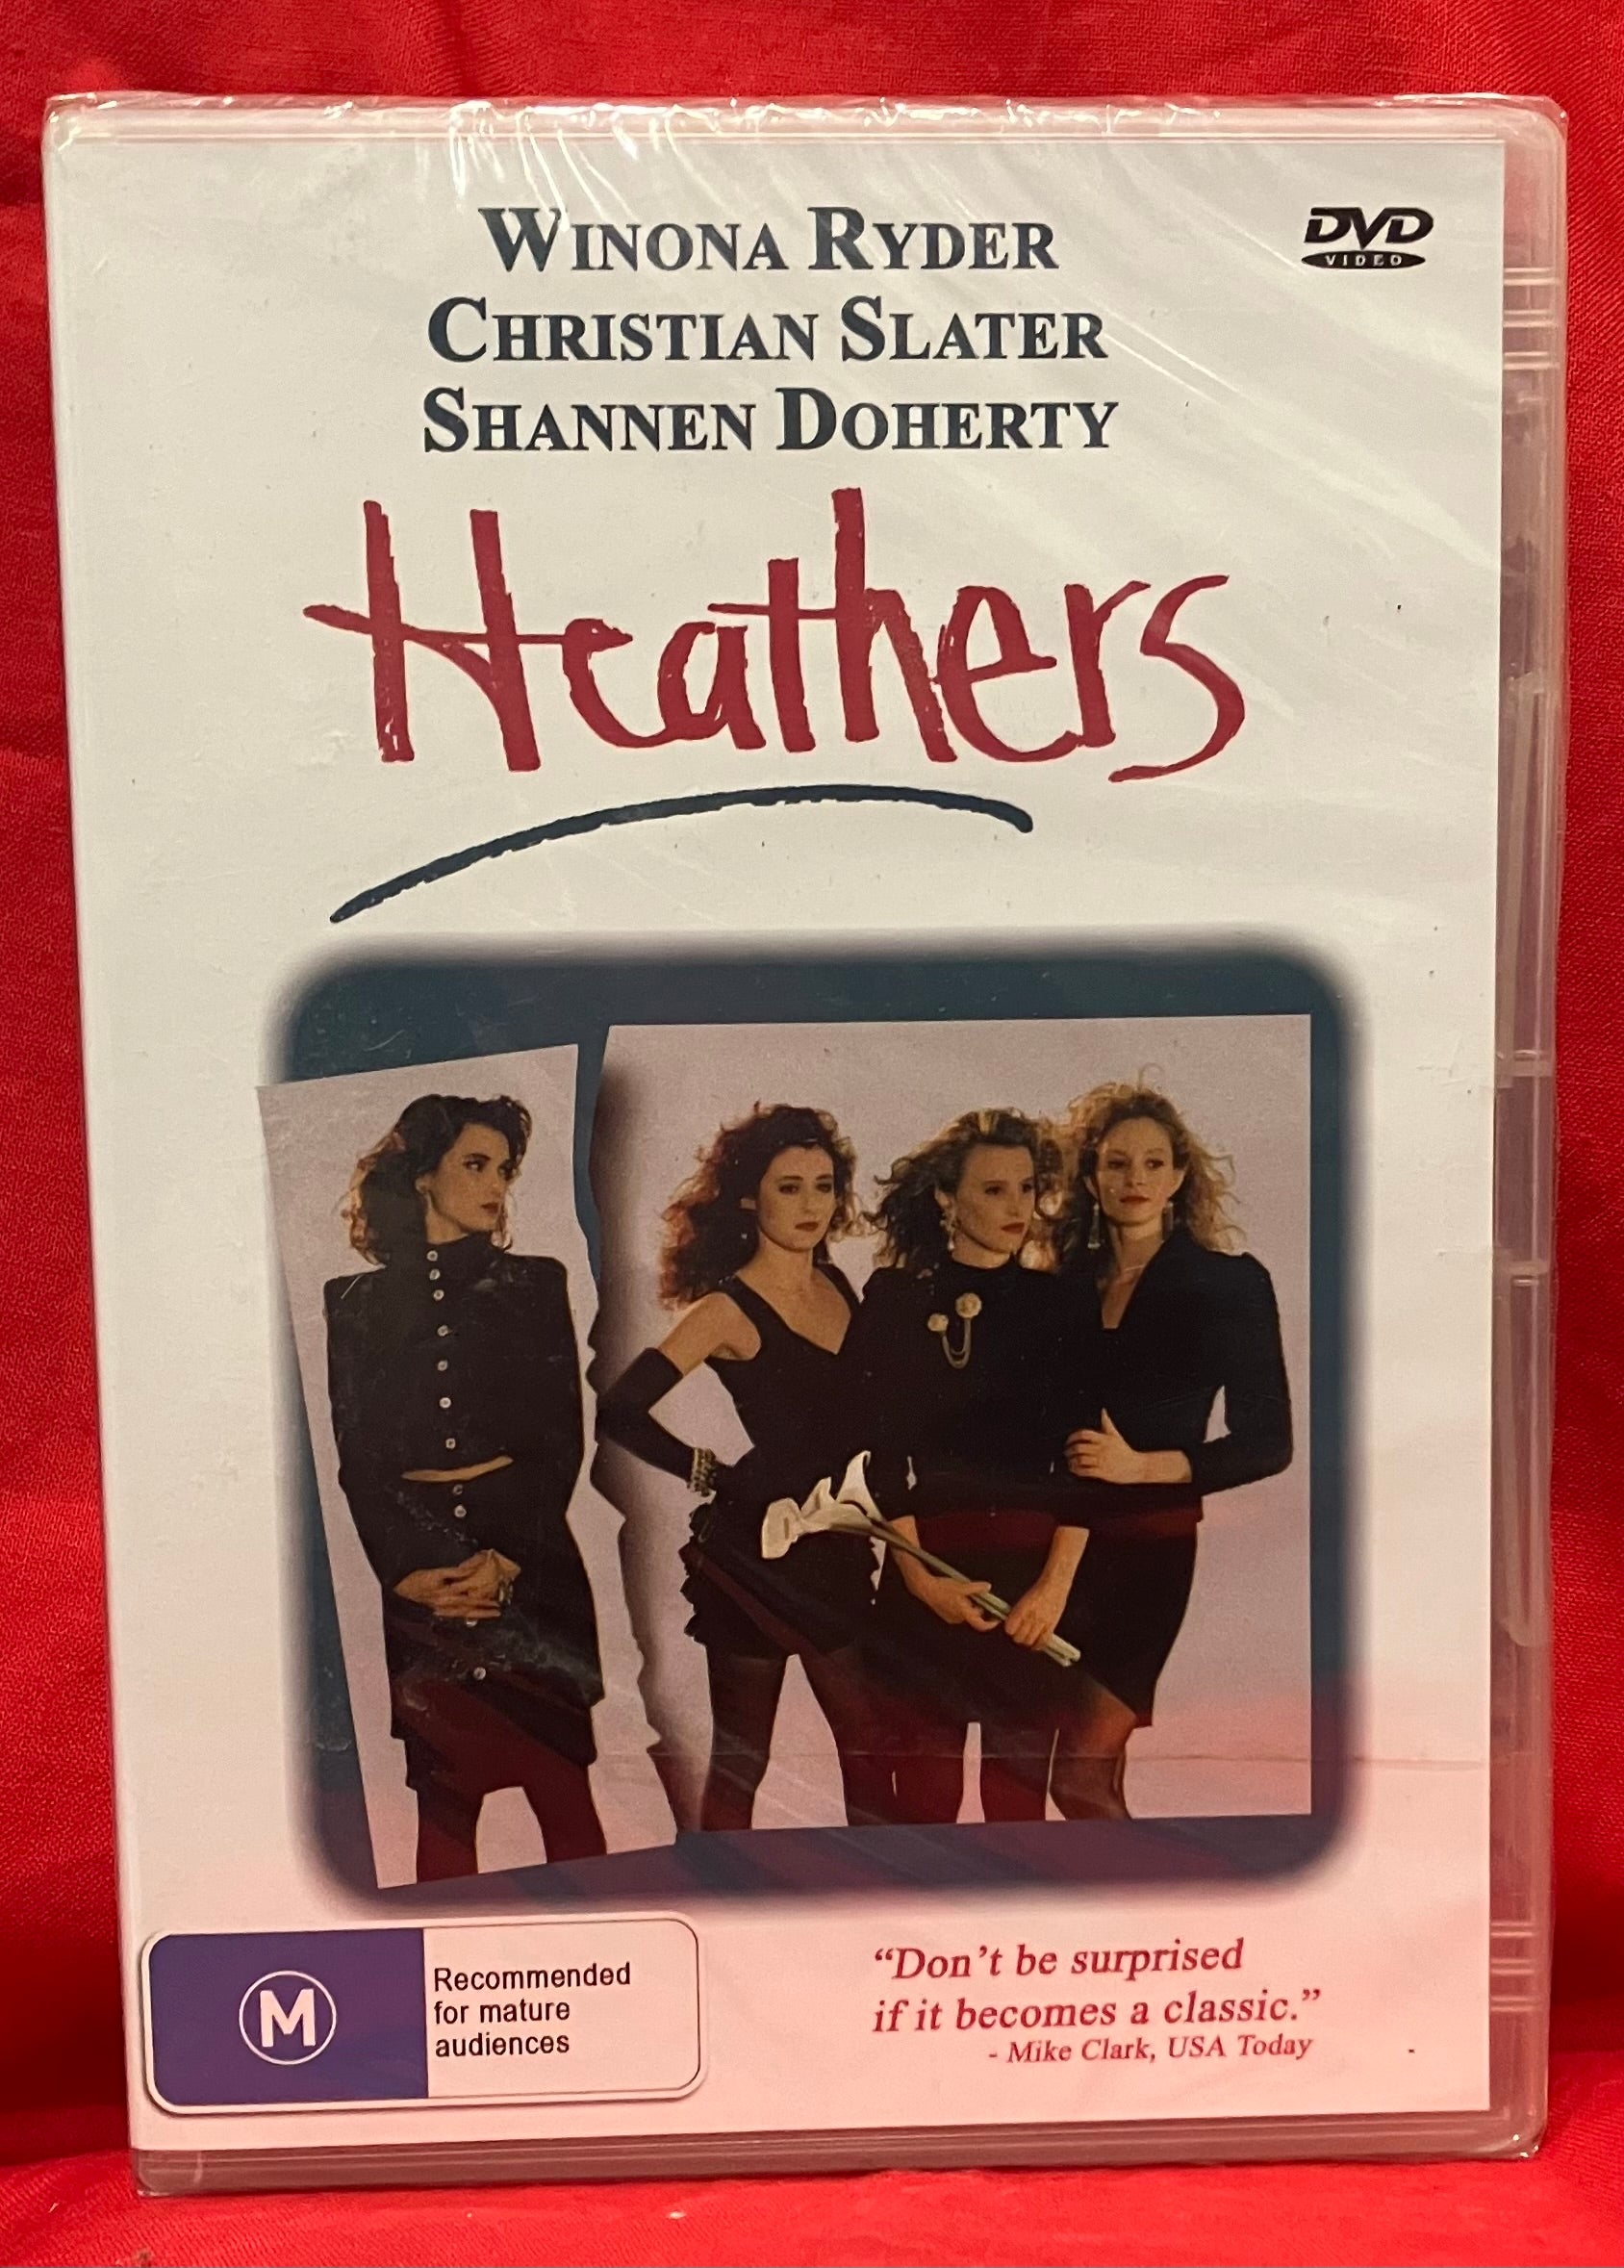 WINONA RYDER
DVD
VIDEO
CHRISTIAN SLATER
SHANNEN DOHERTY
Heathers
M
Recommended
for mature
audiences
“Don’t be surprised
if it becomes a classic.”
- Mike Clark, USA Today